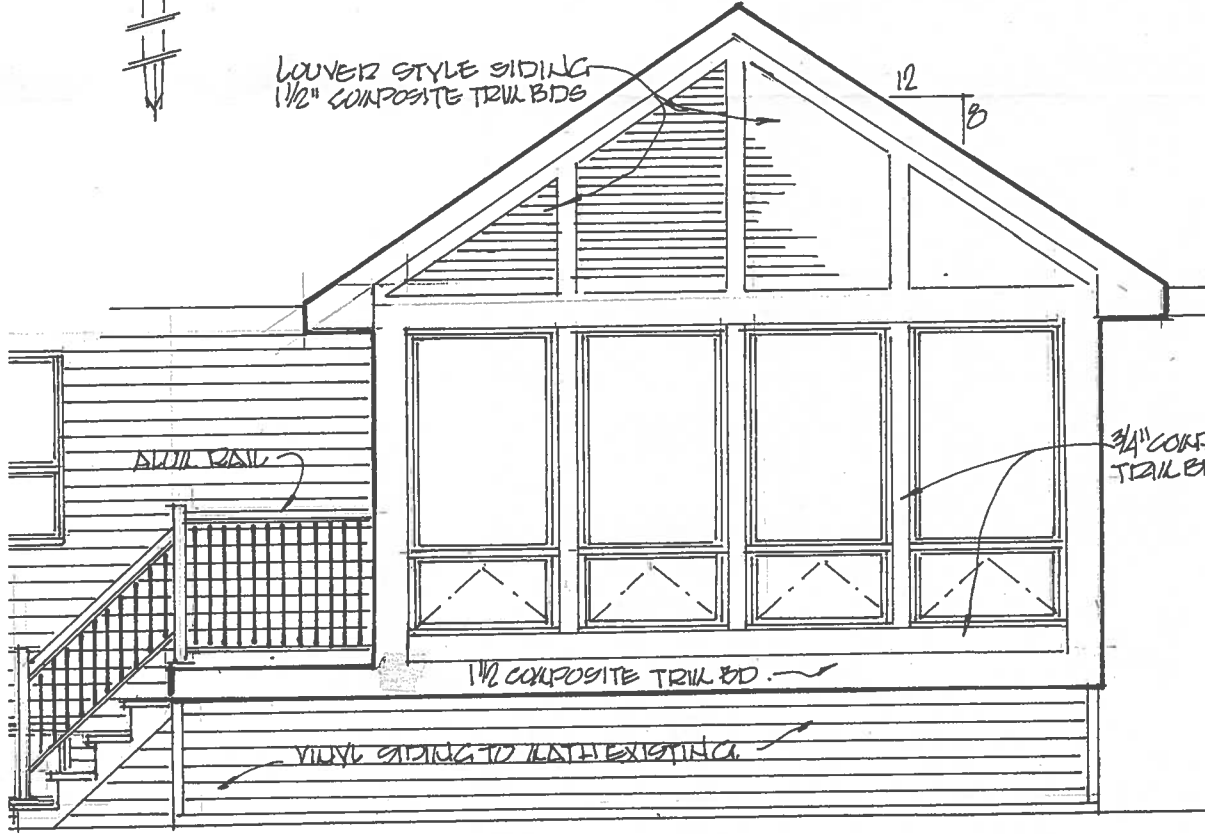 LOUVER STYLE SIDING
1 1/2" COMPOSITE TRIM BDS
12
8
ALUM RAIL
3/4" COMP
TRIM B
1 1/2 COMPOSITE TRIM BD.
VINYL SIDING TO MATH EXISTING.